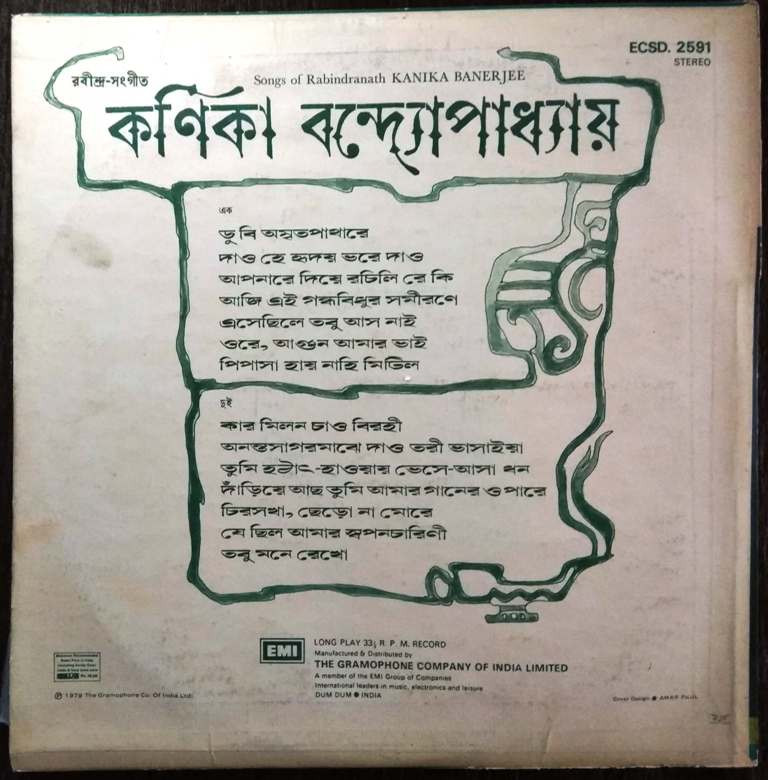 ECSD. 2591
STEREO
রবীন্দ্র-সংগীত
Songs of Rabindranath KANIKA BANERJEE
কণিকা বন্দ্যোপাধ্যায়
এক
ডুবি অমৃতপাথারে
দাও হে হৃদয় ভরে দাও
আপনারে দিয়ে রচিলি রে কি
আজি এই গন্ধবিধুর সমীরণে
এসেছিলে তবু আস নাই
ওরে, আগুন আমার ভাই
পিপাসা হায় নাহি মিটিল
দুই
কার মিলন চাও বিরহী
অনন্তসাগরমাঝে দাও তরী ভাসাইয়া
তুমি হঠাৎ-হাওয়ায় ভেসে-আসা ধন
দাঁড়িয়ে আছ তুমি আমার গানের ওপারে
চিরসখা, ছেড়ো না মোরে
যে ছিল আমার স্বপনচারিণী
তবু মনে রেখো
EMI
LONG PLAY 33⅓ R. P. M. RECORD
Manufactured & Distributed by
THE GRAMOPHONE COMPANY OF INDIA LIMITED
A member of the EMI Group of Companies
International leaders in music, electronics and leisure
DUM DUM ● INDIA
℗ 1979 The Gramophone Co. Of India Ltd.
Cover Design ●